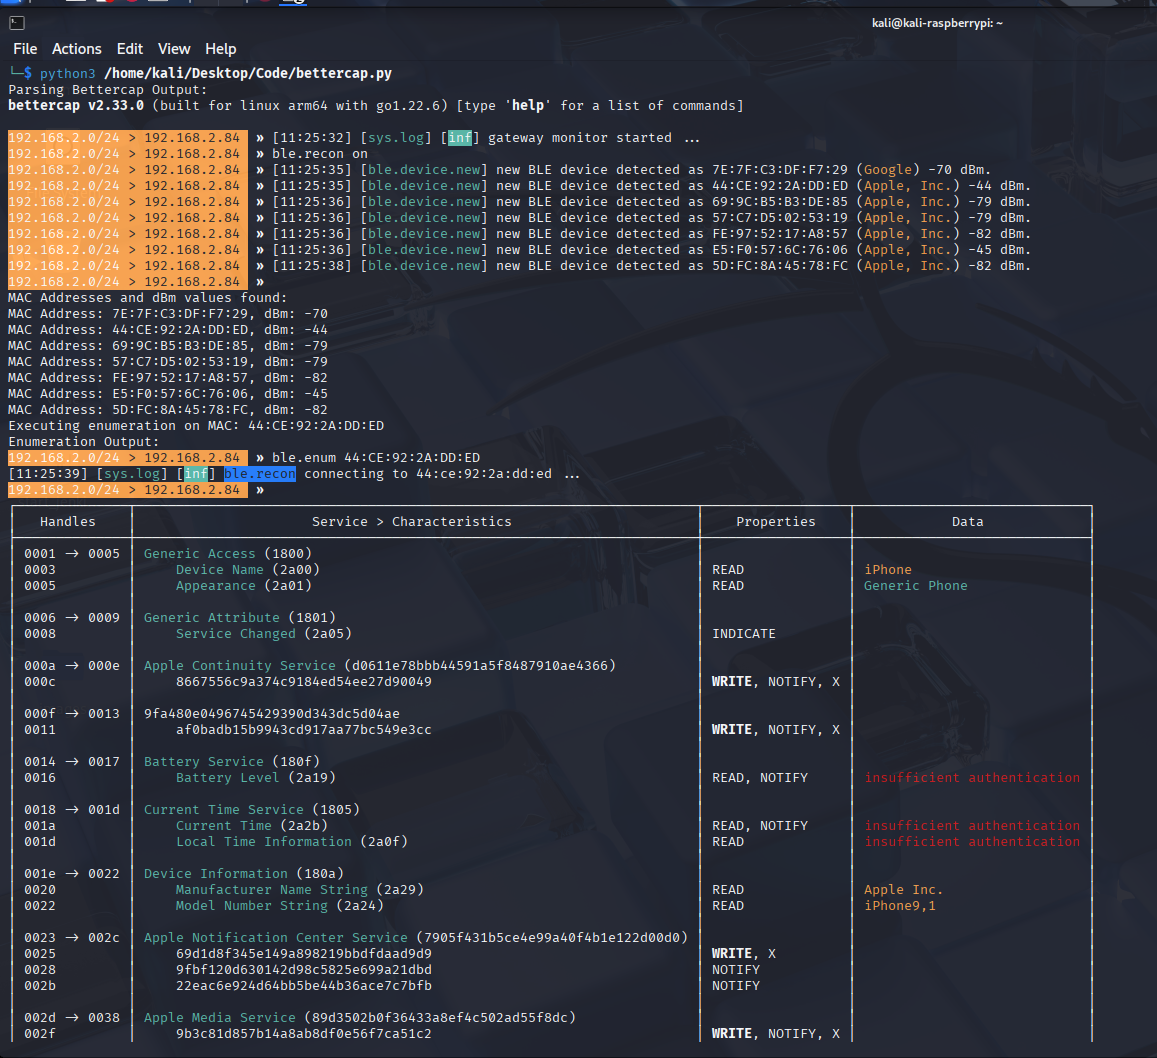 kali@kali-raspberrypi: ~
File Actions Edit View Help
└─$ python3 /home/kali/Desktop/Code/bettercap.py
Parsing Bettercap Output:
bettercap v2.33.0 (built for linux arm64 with go1.22.6) [type 'help' for a list of commands]
192.168.2.0/24 > 192.168.2.84 » [11:25:32] [sys.log] [inf] gateway monitor started ...
192.168.2.0/24 > 192.168.2.84 » ble.recon on
192.168.2.0/24 > 192.168.2.84 » [11:25:35] [ble.device.new] new BLE device detected as 7E:7F:C3:DF:F7:29 (Google) -70 dBm.
192.168.2.0/24 > 192.168.2.84 » [11:25:35] [ble.device.new] new BLE device detected as 44:CE:92:2A:DD:ED (Apple, Inc.) -44 dBm.
192.168.2.0/24 > 192.168.2.84 » [11:25:36] [ble.device.new] new BLE device detected as 69:9C:B5:B3:DE:85 (Apple, Inc.) -79 dBm.
192.168.2.0/24 > 192.168.2.84 » [11:25:36] [ble.device.new] new BLE device detected as 57:C7:D5:02:53:19 (Apple, Inc.) -79 dBm.
192.168.2.0/24 > 192.168.2.84 » [11:25:36] [ble.device.new] new BLE device detected as FE:97:52:17:A8:57 (Apple, Inc.) -82 dBm.
192.168.2.0/24 > 192.168.2.84 » [11:25:36] [ble.device.new] new BLE device detected as E5:F0:57:6C:76:06 (Apple, Inc.) -45 dBm.
192.168.2.0/24 > 192.168.2.84 » [11:25:38] [ble.device.new] new BLE device detected as 5D:FC:8A:45:78:FC (Apple, Inc.) -82 dBm.
192.168.2.0/24 > 192.168.2.84 »
MAC Addresses and dBm values found:
MAC Address: 7E:7F:C3:DF:F7:29, dBm: -70
MAC Address: 44:CE:92:2A:DD:ED, dBm: -44
MAC Address: 69:9C:B5:B3:DE:85, dBm: -79
MAC Address: 57:C7:D5:02:53:19, dBm: -79
MAC Address: FE:97:52:17:A8:57, dBm: -82
MAC Address: E5:F0:57:6C:76:06, dBm: -45
MAC Address: 5D:FC:8A:45:78:FC, dBm: -82
Executing enumeration on MAC: 44:CE:92:2A:DD:ED
Enumeration Output:
192.168.2.0/24 > 192.168.2.84 » ble.enum 44:CE:92:2A:DD:ED
[11:25:39] [sys.log] [inf] ble.recon connecting to 44:ce:92:2a:dd:ed ...
192.168.2.0/24 > 192.168.2.84 »
Handles Service > Characteristics Properties Data
0001 → 0005 Generic Access (1800)
0003 Device Name (2a00) READ iPhone
0005 Appearance (2a01) READ Generic Phone
0006 → 0009 Generic Attribute (1801)
0008 Service Changed (2a05) INDICATE
000a → 000e Apple Continuity Service (d0611e78bbb44591a5f8487910ae4366)
000c 8667556c9a374c9184ed54ee27d90049 WRITE, NOTIFY, X
000f → 0013 9fa480e0496745429390d343dc5d04ae
0011 af0badb15b9943cd917aa77bc549e3cc WRITE, NOTIFY, X
0014 → 0017 Battery Service (180f)
0016 Battery Level (2a19) READ, NOTIFY insufficient authentication
0018 → 001d Current Time Service (1805)
001a Current Time (2a2b) READ, NOTIFY insufficient authentication
001d Local Time Information (2a0f) READ insufficient authentication
001e → 0022 Device Information (180a)
0020 Manufacturer Name String (2a29) READ Apple Inc.
0022 Model Number String (2a24) READ iPhone9,1
0023 → 002c Apple Notification Center Service (7905f431b5ce4e99a40f4b1e122d00d0)
0025 69d1d8f345e149a898219bbdfdaad9d9 WRITE, X
0028 9fbf120d630142d98c5825e699a21dbd NOTIFY
002b 22eac6e924d64bb5be44b36ace7c7bfb NOTIFY
002d → 0038 Apple Media Service (89d3502b0f36433a8ef4c502ad55f8dc)
002f 9b3c81d857b14a8ab8df0e56f7ca51c2 WRITE, NOTIFY, X